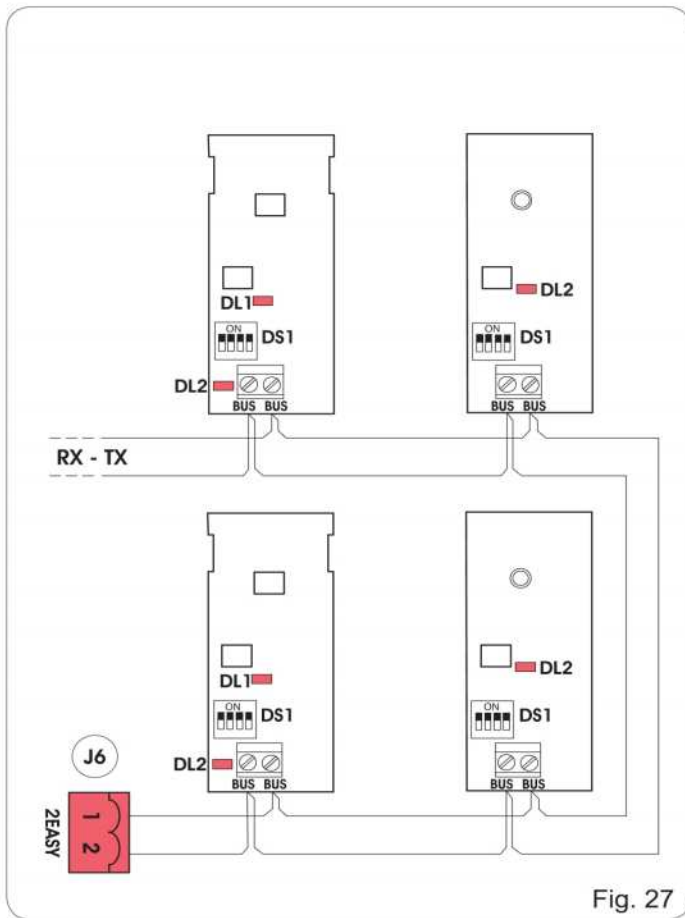 ON
DL1
DS1
DL2
BUS BUS
DL2
ON
DS1
BUS BUS
RX - TX
ON
DL1
DS1
DL2
BUS BUS
DL2
ON
DS1
BUS BUS
J6
2EASY
1
2
Fig. 27